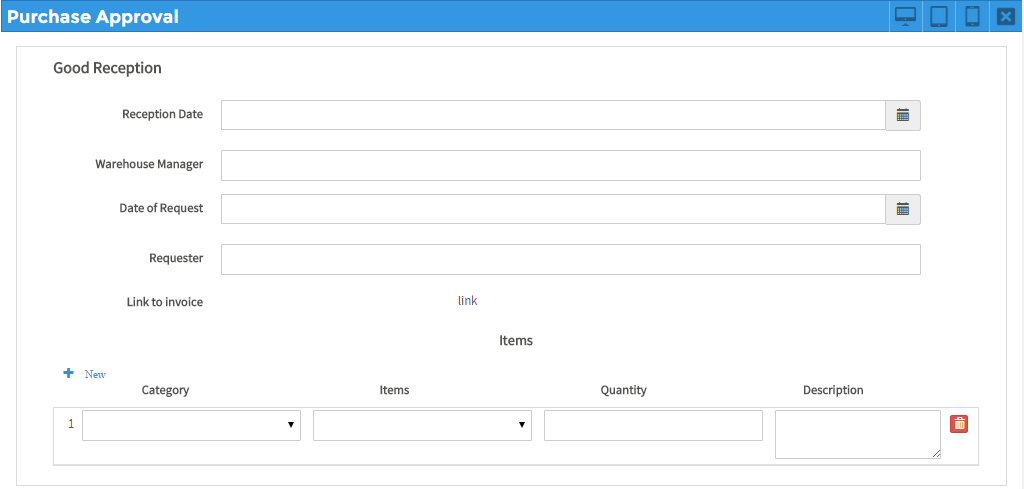 Purchase Approval
Good Reception
Reception Date
Warehouse Manager
Date of Request
Requester
Link to invoice link
Items
New
Category Items Quantity Description
1